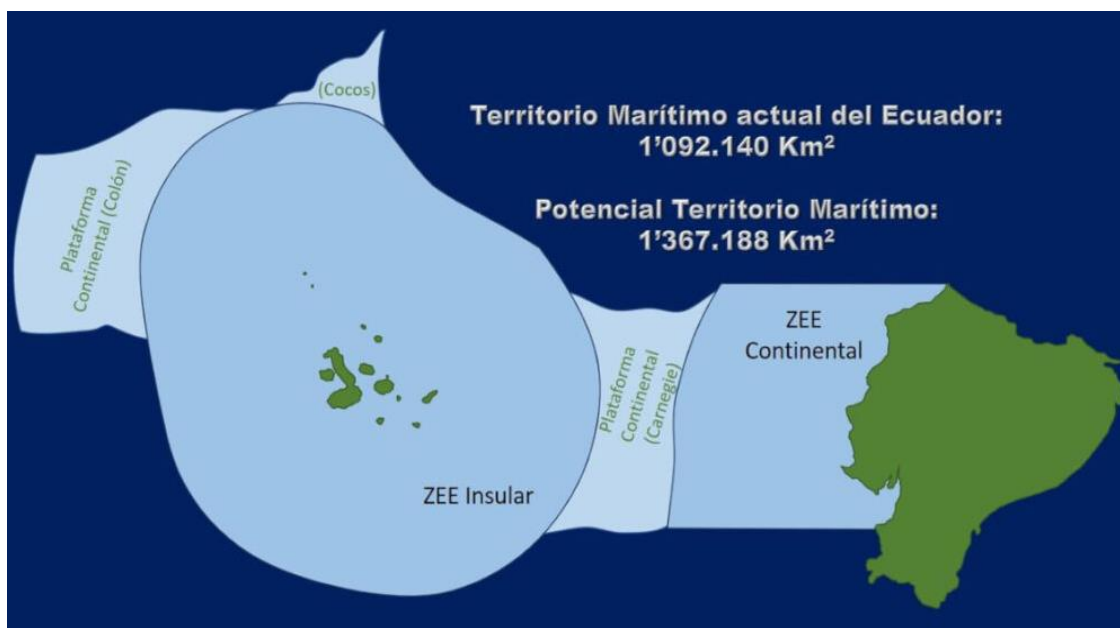 (Cocos)
Territorio Marítimo actual del Ecuador:
1’092.140 Km²
Plataforma
Continental (Colón)
Potencial Territorio Marítimo:
1’367.188 Km²
ZEE
Continental
Plataforma
Continental
(Carnegie)
ZEE Insular